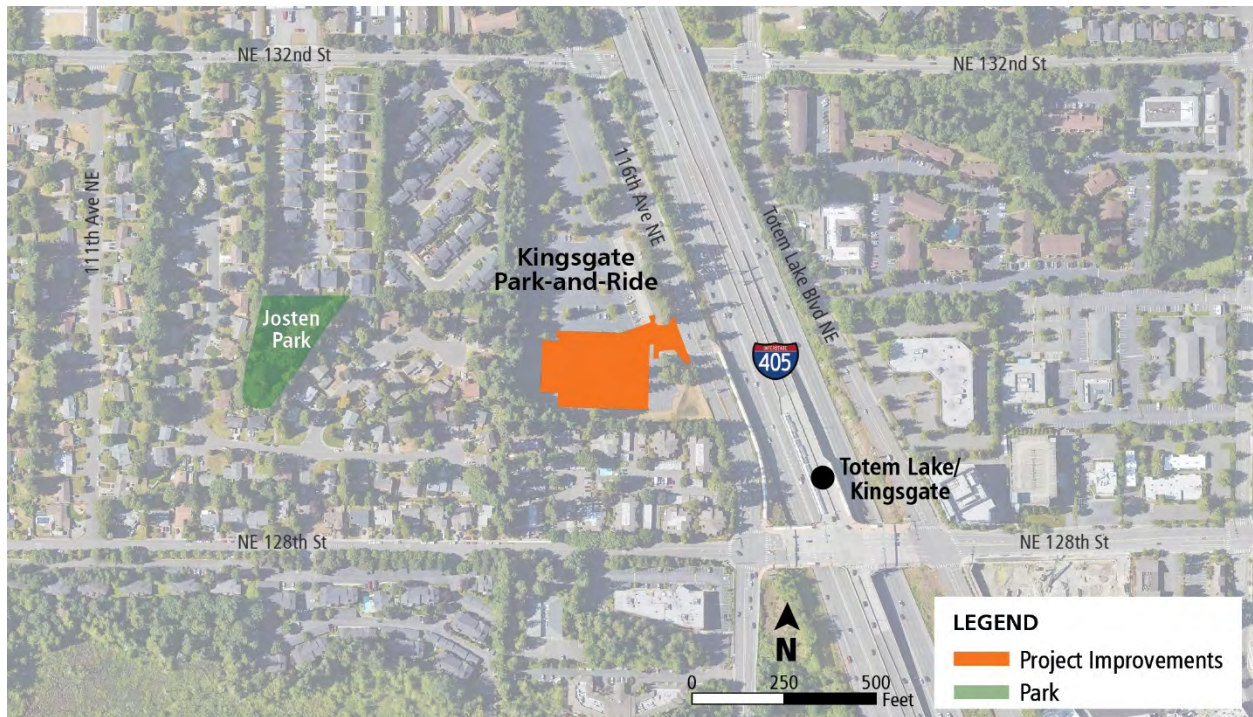 NE 132nd St
NE 132nd St
111th Ave NE
116th Ave NE
Totem Lake Blvd NE
Kingsgate
Park-and-Ride
Josten
Park
INTERSTATE
405
Totem Lake/
Kingsgate
NE 128th St
NE 128th St
N
0 250 500
Feet
LEGEND
Project Improvements
Park